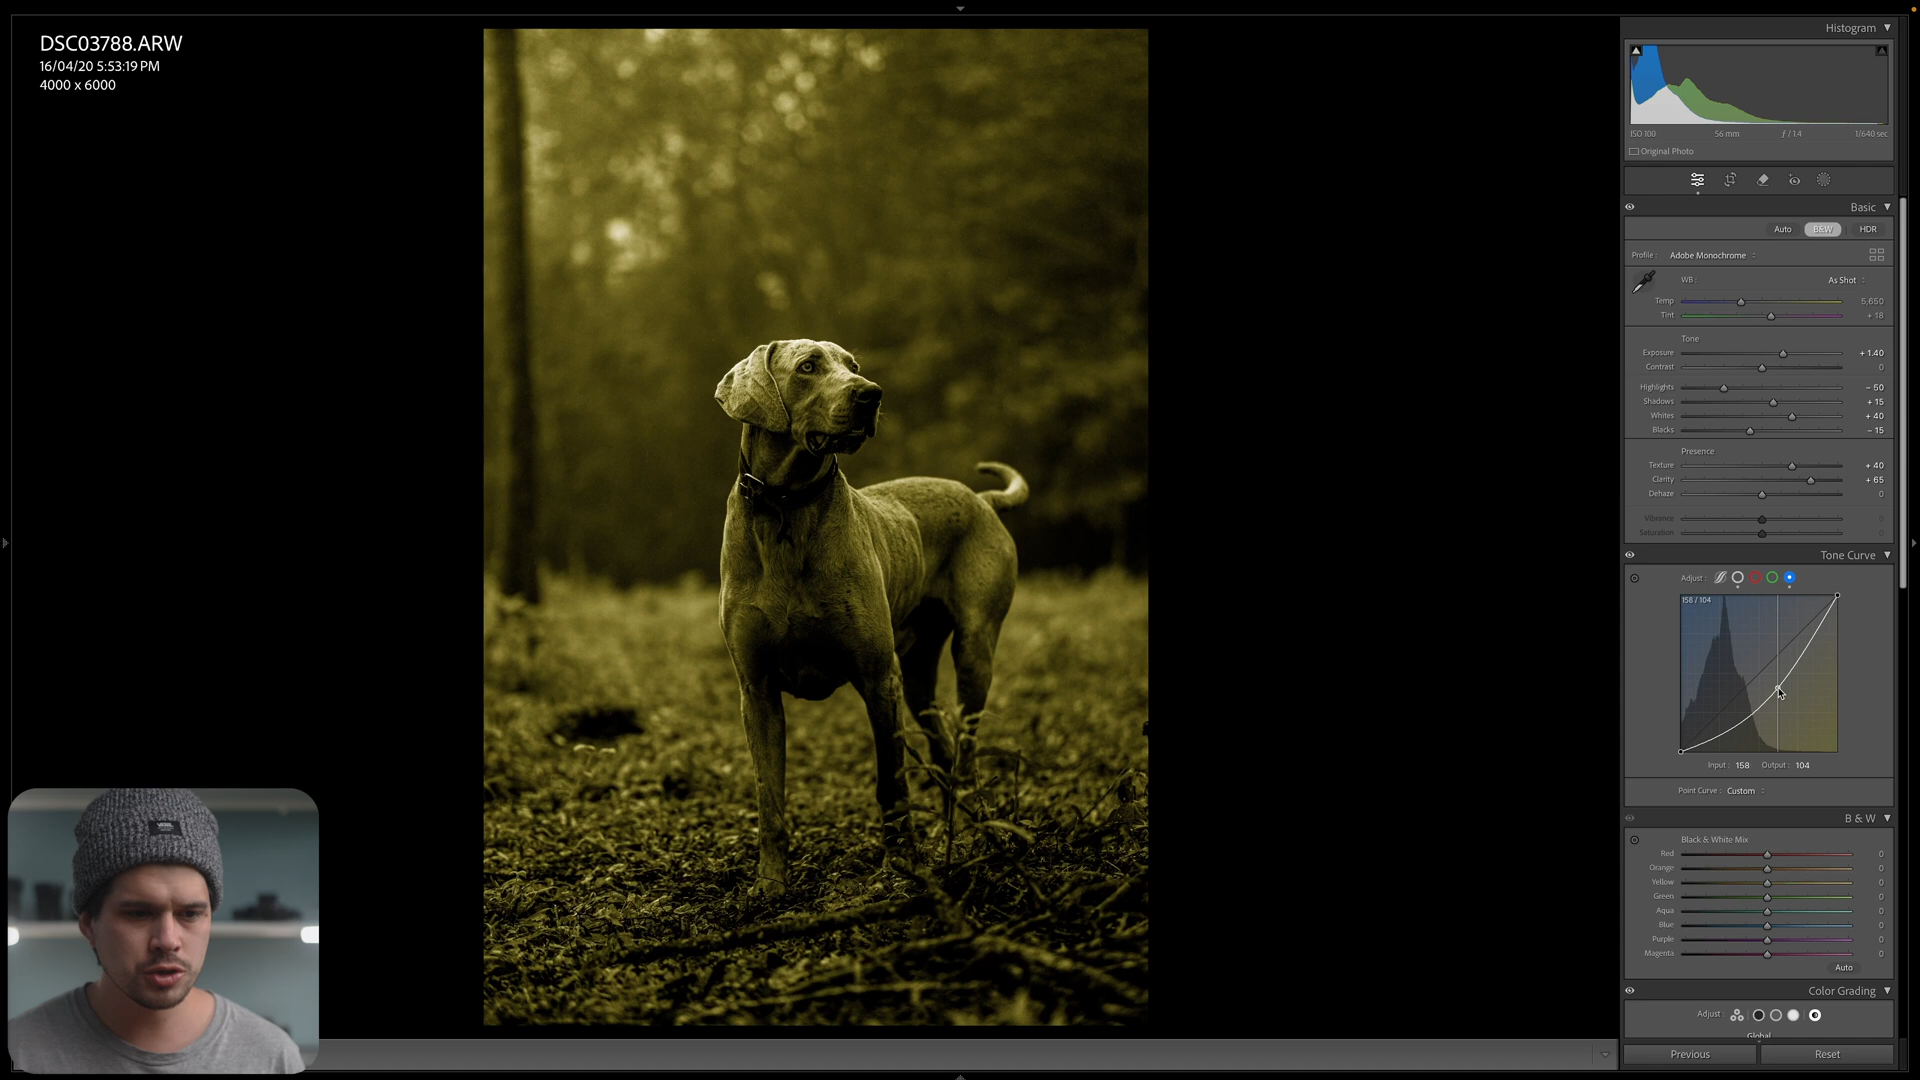 DSC03788.ARW
16/04/20 5:53:19 PM
4000 x 6000
Histogram
ISO 100 56 mm ƒ / 1.4 1/640 sec
Original Photo
Basic
Auto B&W HDR
Profile : Adobe Monochrome
WB : As Shot
Temp 5,650
Tint + 18
Tone
Exposure + 1.40
Contrast 0
Highlights − 50
Shadows + 15
Whites + 40
Blacks − 15
Presence
Texture + 40
Clarity + 65
Dehaze 0
Vibrance 0
Saturation 0
Tone Curve
Adjust :
158 / 104
Input : 158 Output : 104
Point Curve : Custom
B & W
Black & White Mix
Red 0
Orange 0
Yellow 0
Green 0
Aqua 0
Blue 0
Purple 0
Magenta 0
Auto
Color Grading
Adjust :
Global
Previous Reset